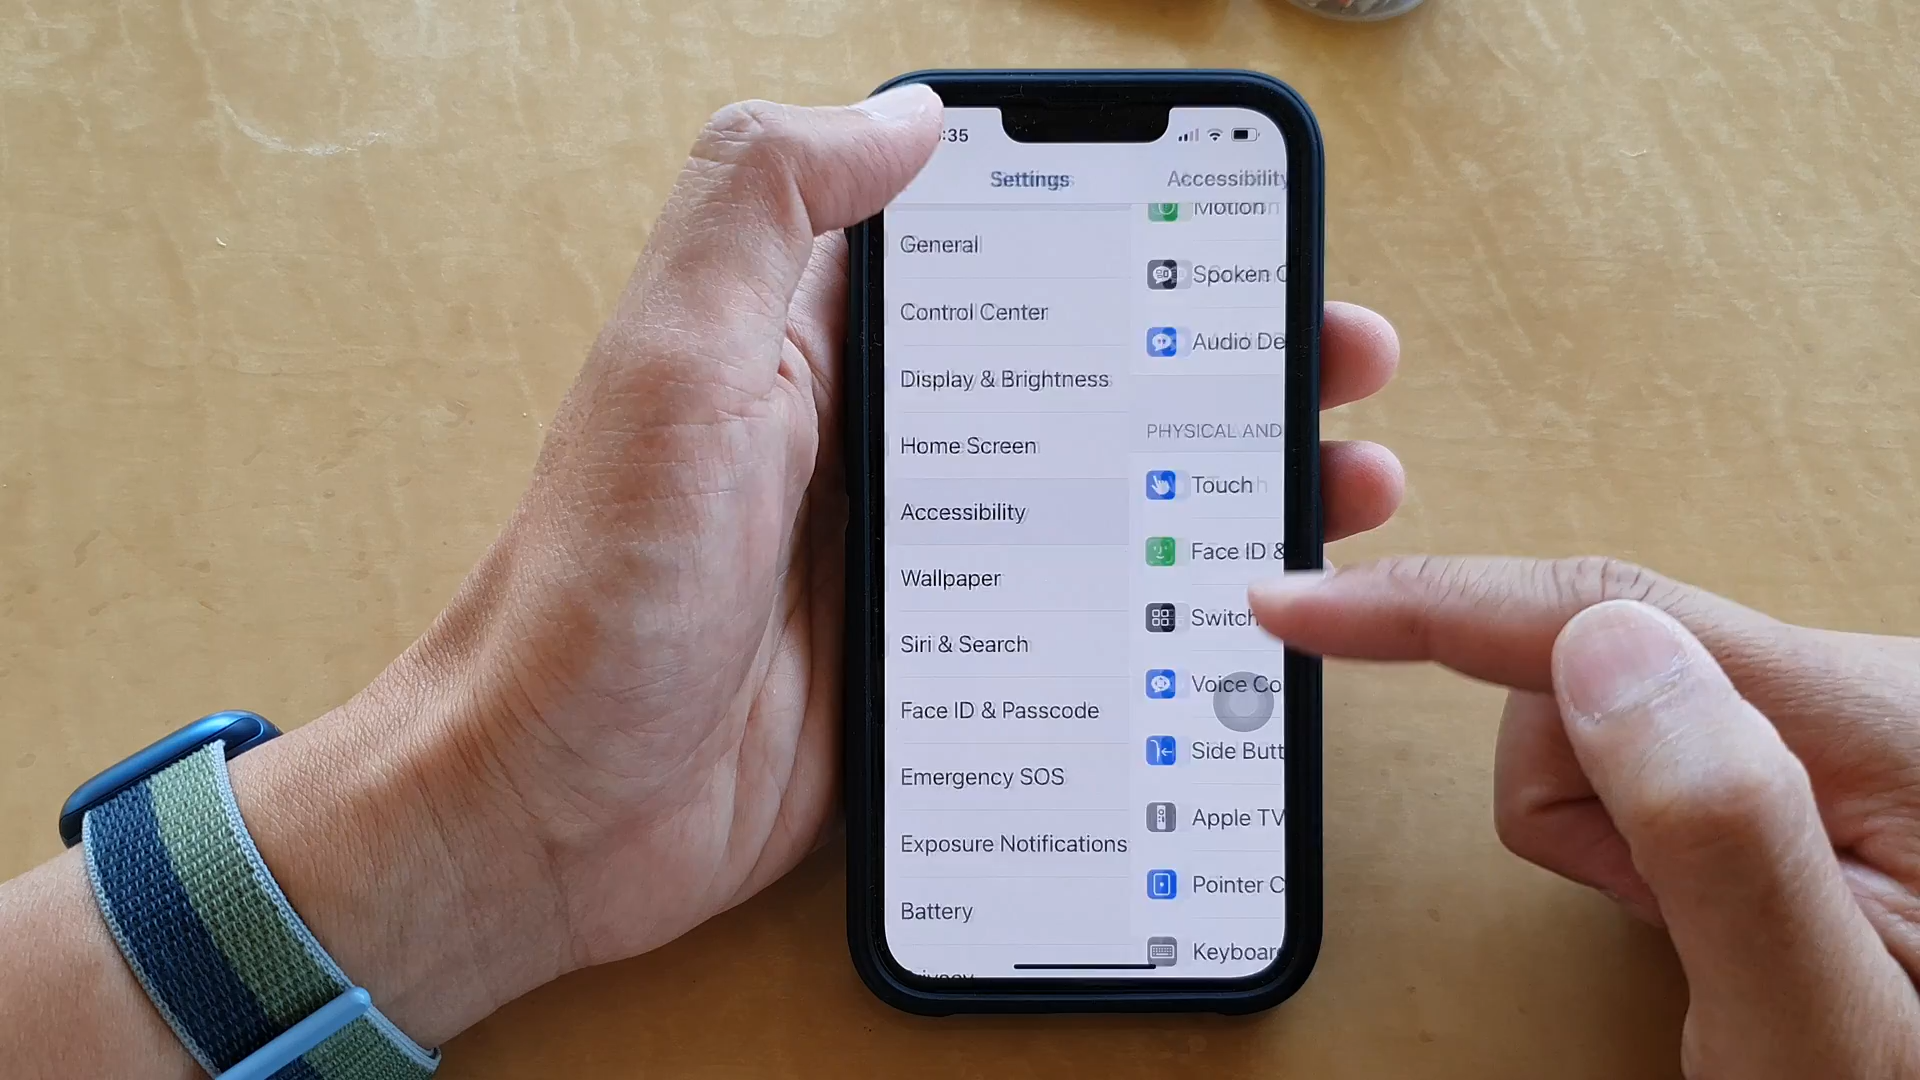 :35
Settings
General
Control Center
Display & Brightness
Home Screen
Accessibility
Wallpaper
Siri & Search
Face ID & Passcode
Emergency SOS
Exposure Notifications
Battery
Privacy
Accessibility
Motion
Spoken C
Audio De
PHYSICAL AND
Touch
Face ID &
Switch
Voice Co
Side Butt
Apple TV
Pointer C
Keyboar